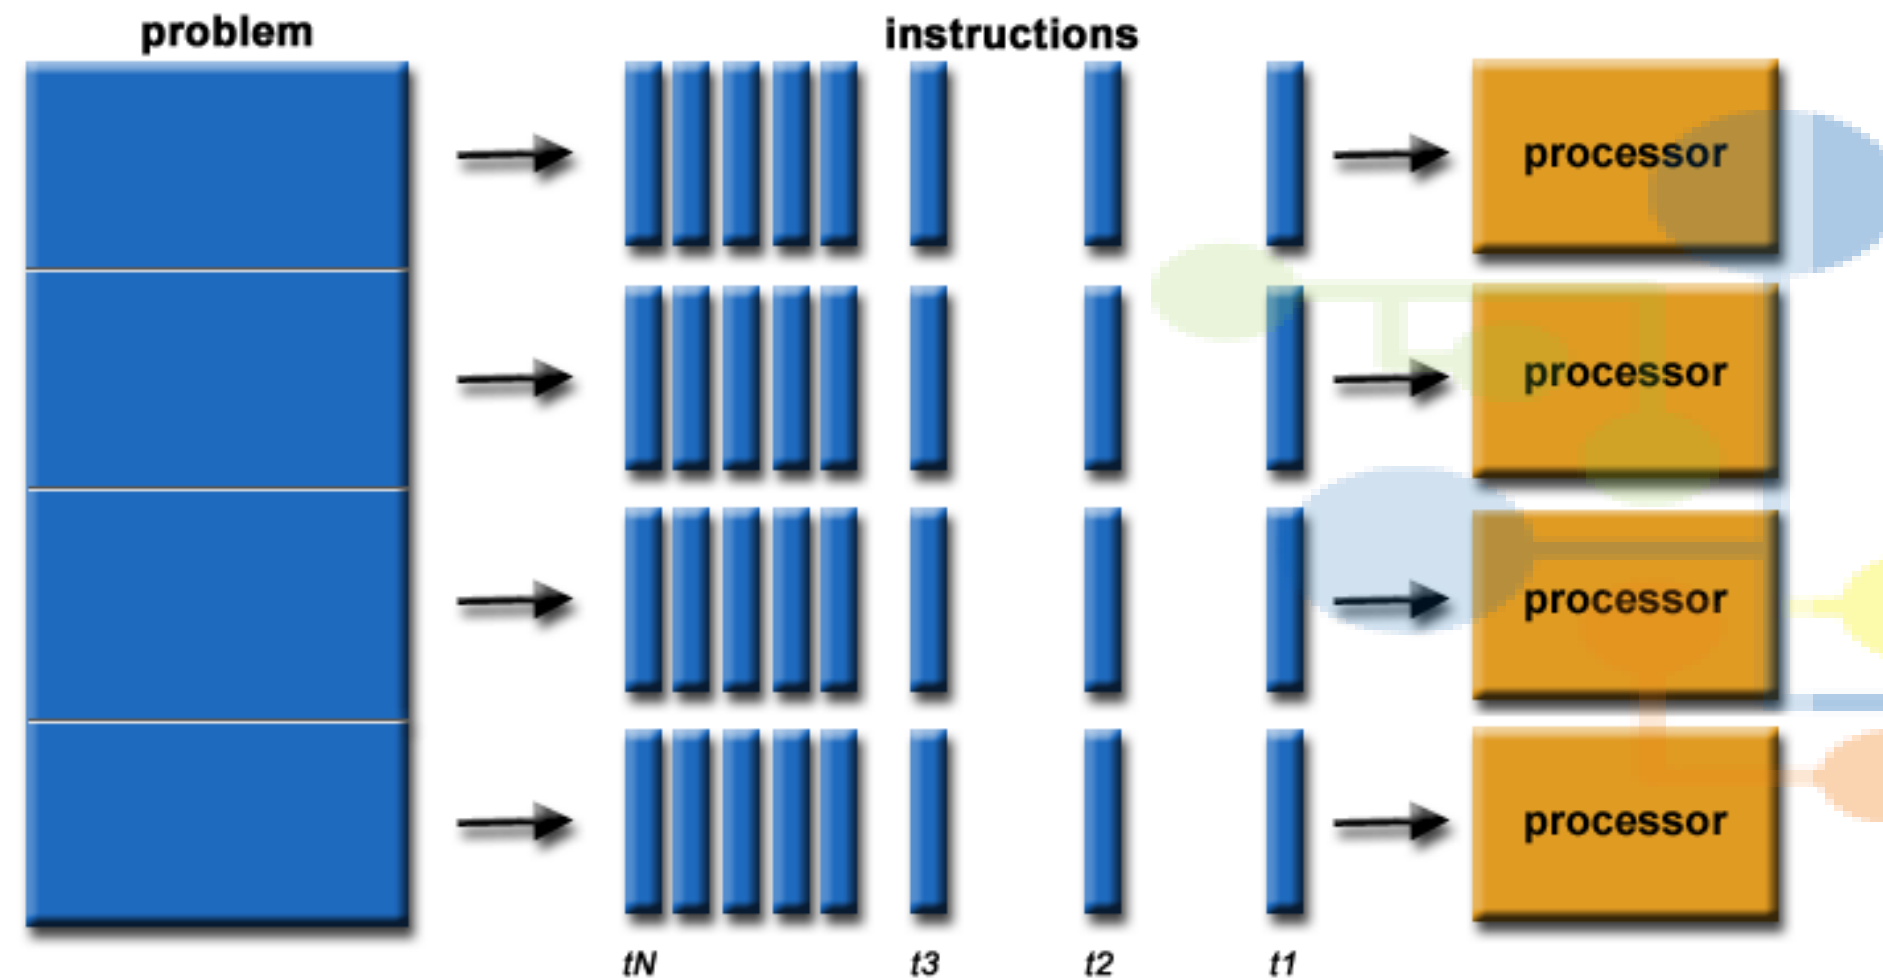 problem
instructions
processor
processor
processor
processor
tN t3 t2 t1